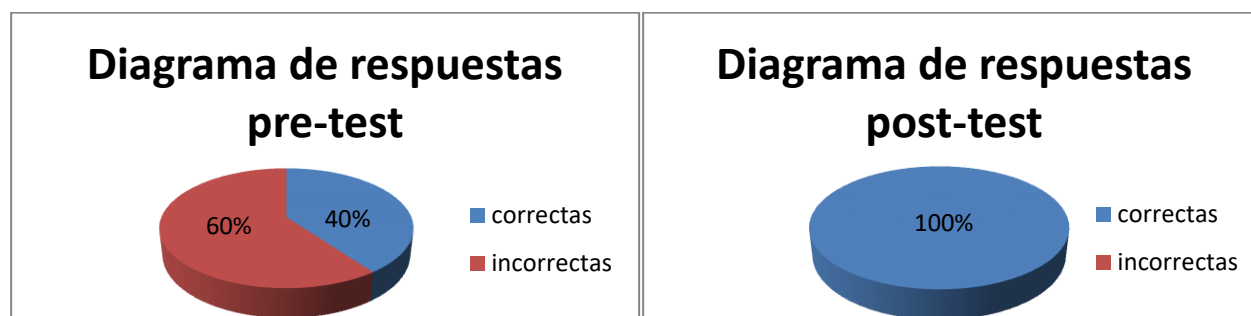 Diagrama de respuestas
pre-test
60%
40%
correctas
incorrectas
Diagrama de respuestas
post-test
100%
correctas
incorrectas